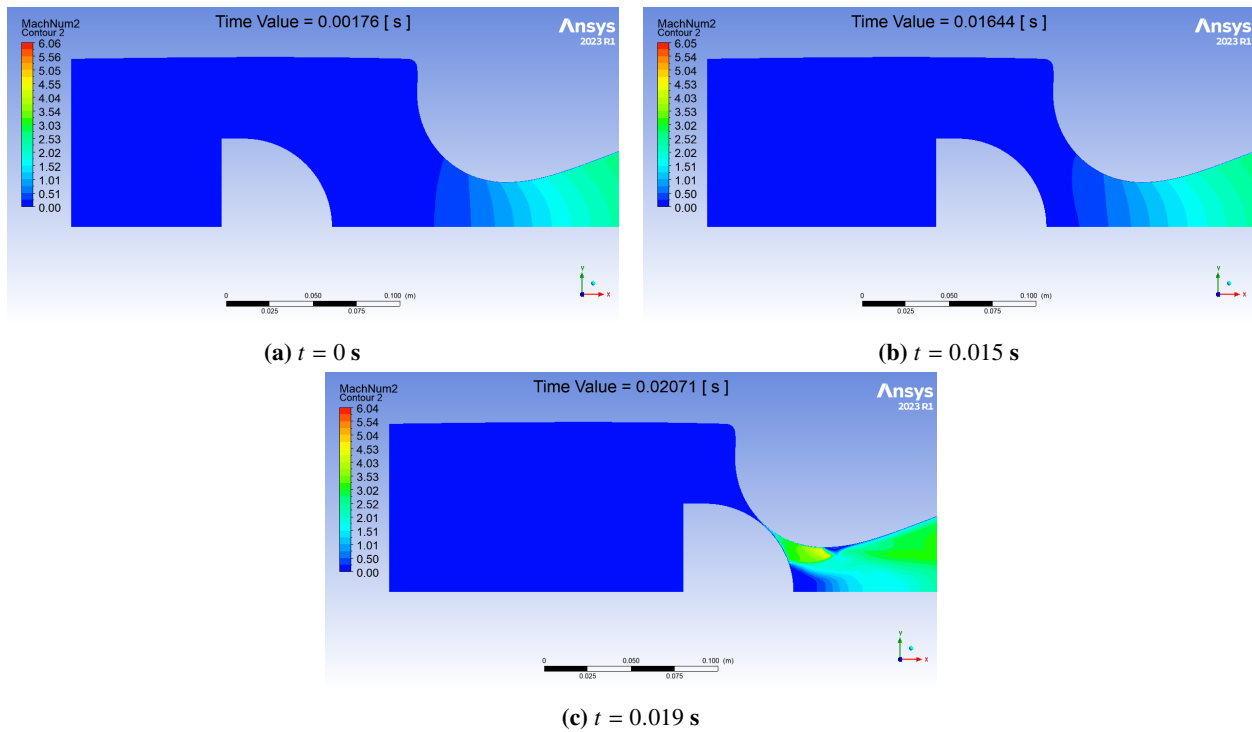 MachNum2
Contour 2
Time Value = 0.00176 [ s ]
Ansys
2023 R1
6.06
5.56
5.05
4.55
4.04
3.54
3.03
2.53
2.02
1.52
1.01
0.51
0.00
0 0.050 0.100 (m)
0.025 0.075
Y
X
(a) t = 0 s
MachNum2
Contour 2
Time Value = 0.01644 [ s ]
Ansys
2023 R1
6.05
5.54
5.04
4.54
4.03
3.53
3.02
2.52
2.02
1.51
1.01
0.50
0.00
0 0.050 0.100 (m)
0.025 0.075
Y
X
(b) t = 0.015 s
MachNum2
Contour 2
Time Value = 0.02071 [ s ]
Ansys
2023 R1
6.04
5.54
5.04
4.53
4.03
3.53
3.02
2.52
2.01
1.51
1.01
0.50
0.00
0 0.050 0.100 (m)
0.025 0.075
Y
X
(c) t = 0.019 s